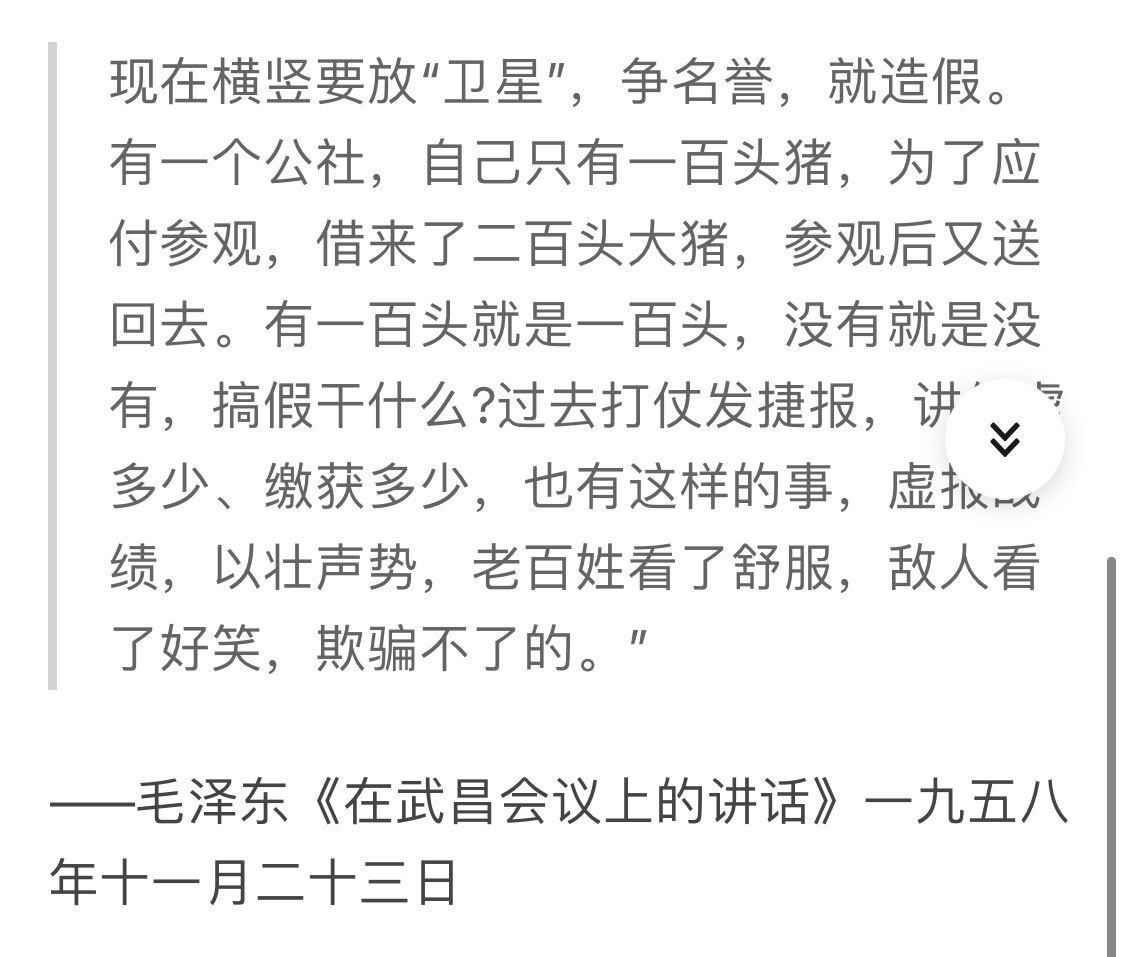 现在横竖要放“卫星”，争名誉，就造假。
有一个公社，自己只有一百头猪，为了应
付参观，借来了二百头大猪，参观后又送
回去。有一百头就是一百头，没有就是没
有，搞假干什么?过去打仗发捷报，讲
多少、缴获多少，也有这样的事，虚报战
绩，以壮声势，老百姓看了舒服，敌人看
了好笑，欺骗不了的。”
——毛泽东《在武昌会议上的讲话》一九五八
年十一月二十三日